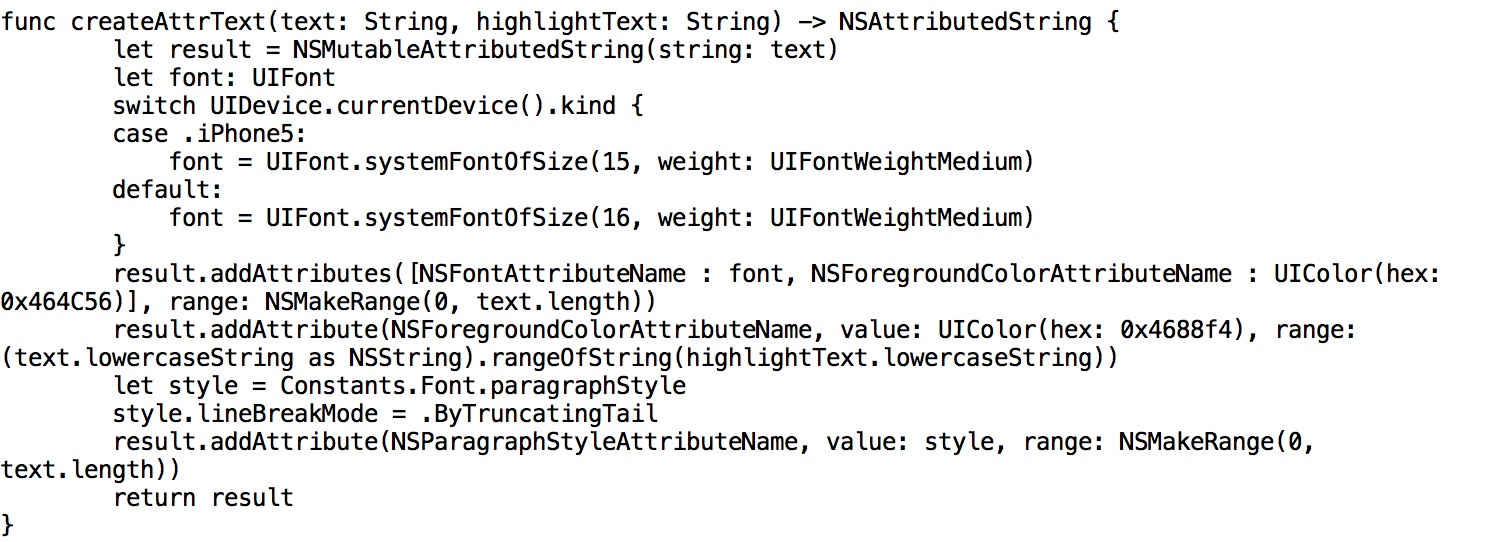 func createAttrText(text: String, highlightText: String) -> NSAttributedString {
        let result = NSMutableAttributedString(string: text)
        let font: UIFont
        switch UIDevice.currentDevice().kind {
        case .iPhone5:
            font = UIFont.systemFontOfSize(15, weight: UIFontWeightMedium)
        default:
            font = UIFont.systemFontOfSize(16, weight: UIFontWeightMedium)
        }
        result.addAttributes([NSFontAttributeName : font, NSForegroundColorAttributeName : UIColor(hex:
0x464C56)], range: NSMakeRange(0, text.length))
        result.addAttribute(NSForegroundColorAttributeName, value: UIColor(hex: 0x4688f4), range:
(text.lowercaseString as NSString).rangeOfString(highlightText.lowercaseString))
        let style = Constants.Font.paragraphStyle
        style.lineBreakMode = .ByTruncatingTail
        result.addAttribute(NSParagraphStyleAttributeName, value: style, range: NSMakeRange(0,
text.length))
        return result
}